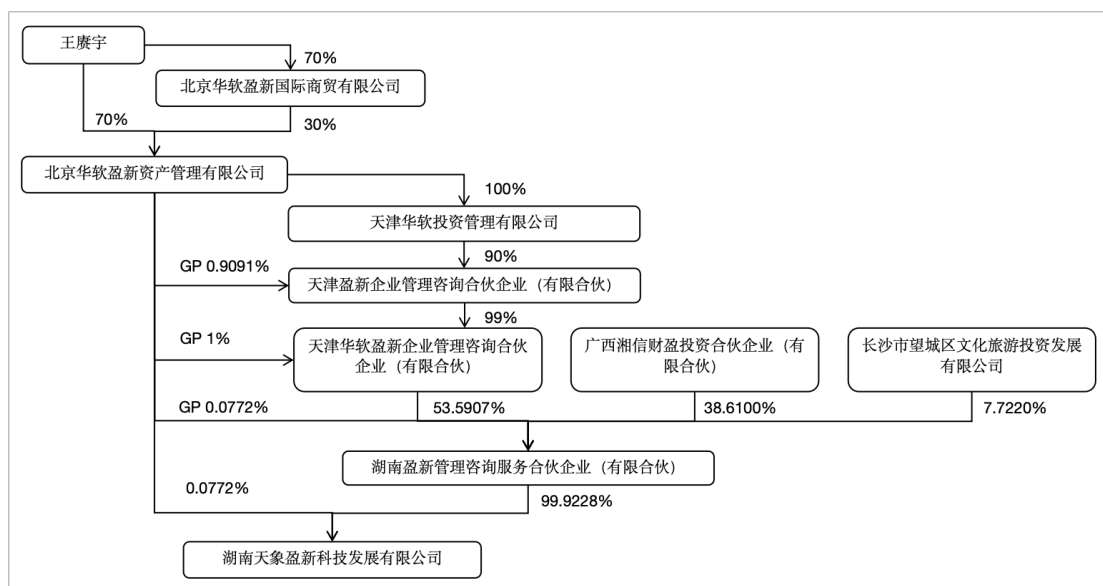 王赓宇
70%
北京华软盈新国际商贸有限公司
70%
30%
北京华软盈新资产管理有限公司
100%
天津华软投资管理有限公司
90%
GP 0.9091%
天津盈新企业管理咨询合伙企业（有限合伙）
99%
GP 1%
天津华软盈新企业管理咨询合伙
企业（有限合伙）
广西湘信财盈投资合伙企业（有
限合伙）
长沙市望城区文化旅游投资发展
有限公司
GP 0.0772%
53.5907%
38.6100%
7.7220%
湖南盈新管理咨询服务合伙企业（有限合伙）
0.0772%
99.9228%
湖南天象盈新科技发展有限公司